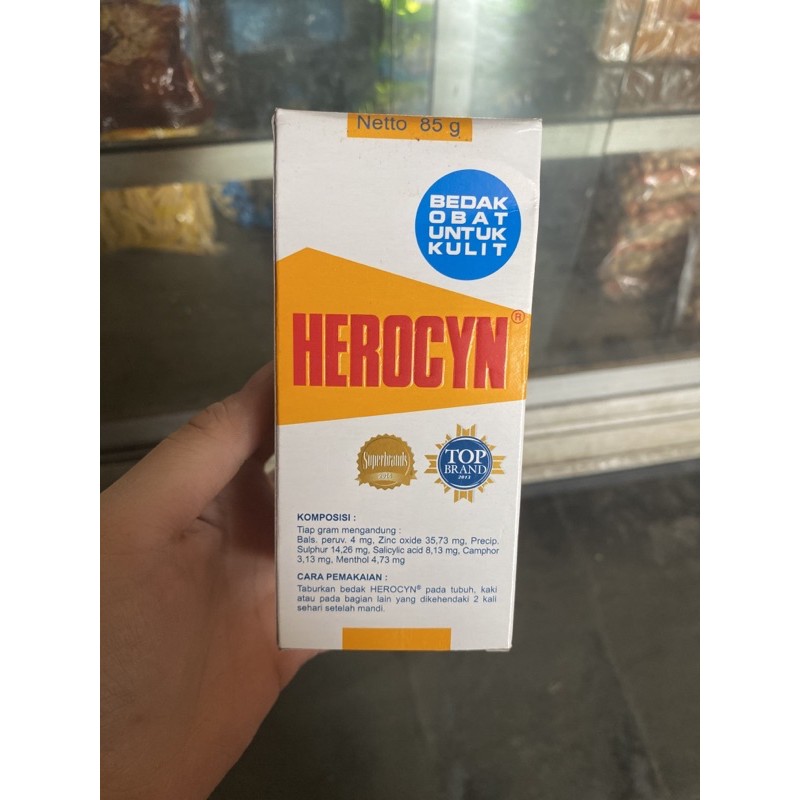 Netto 85 g
BEDAK
OBAT
UNTUK
KULIT
HEROCYN®
Superbrands
TOP
BRAND
2015
KOMPOSISI :
Tiap gram mengandung :
Bals. peruv. 4 mg, Zinc oxide 35,73 mg, Precip.
Sulphur 14,26 mg, Salicylic acid 8,13 mg, Camphor
3,13 mg, Menthol 4,73 mg
CARA PEMAKAIAN :
Taburkan bedak HEROCYN® pada tubuh, kaki
atau pada bagian lain yang dikehendaki 2 kali
sehari setelah mandi.